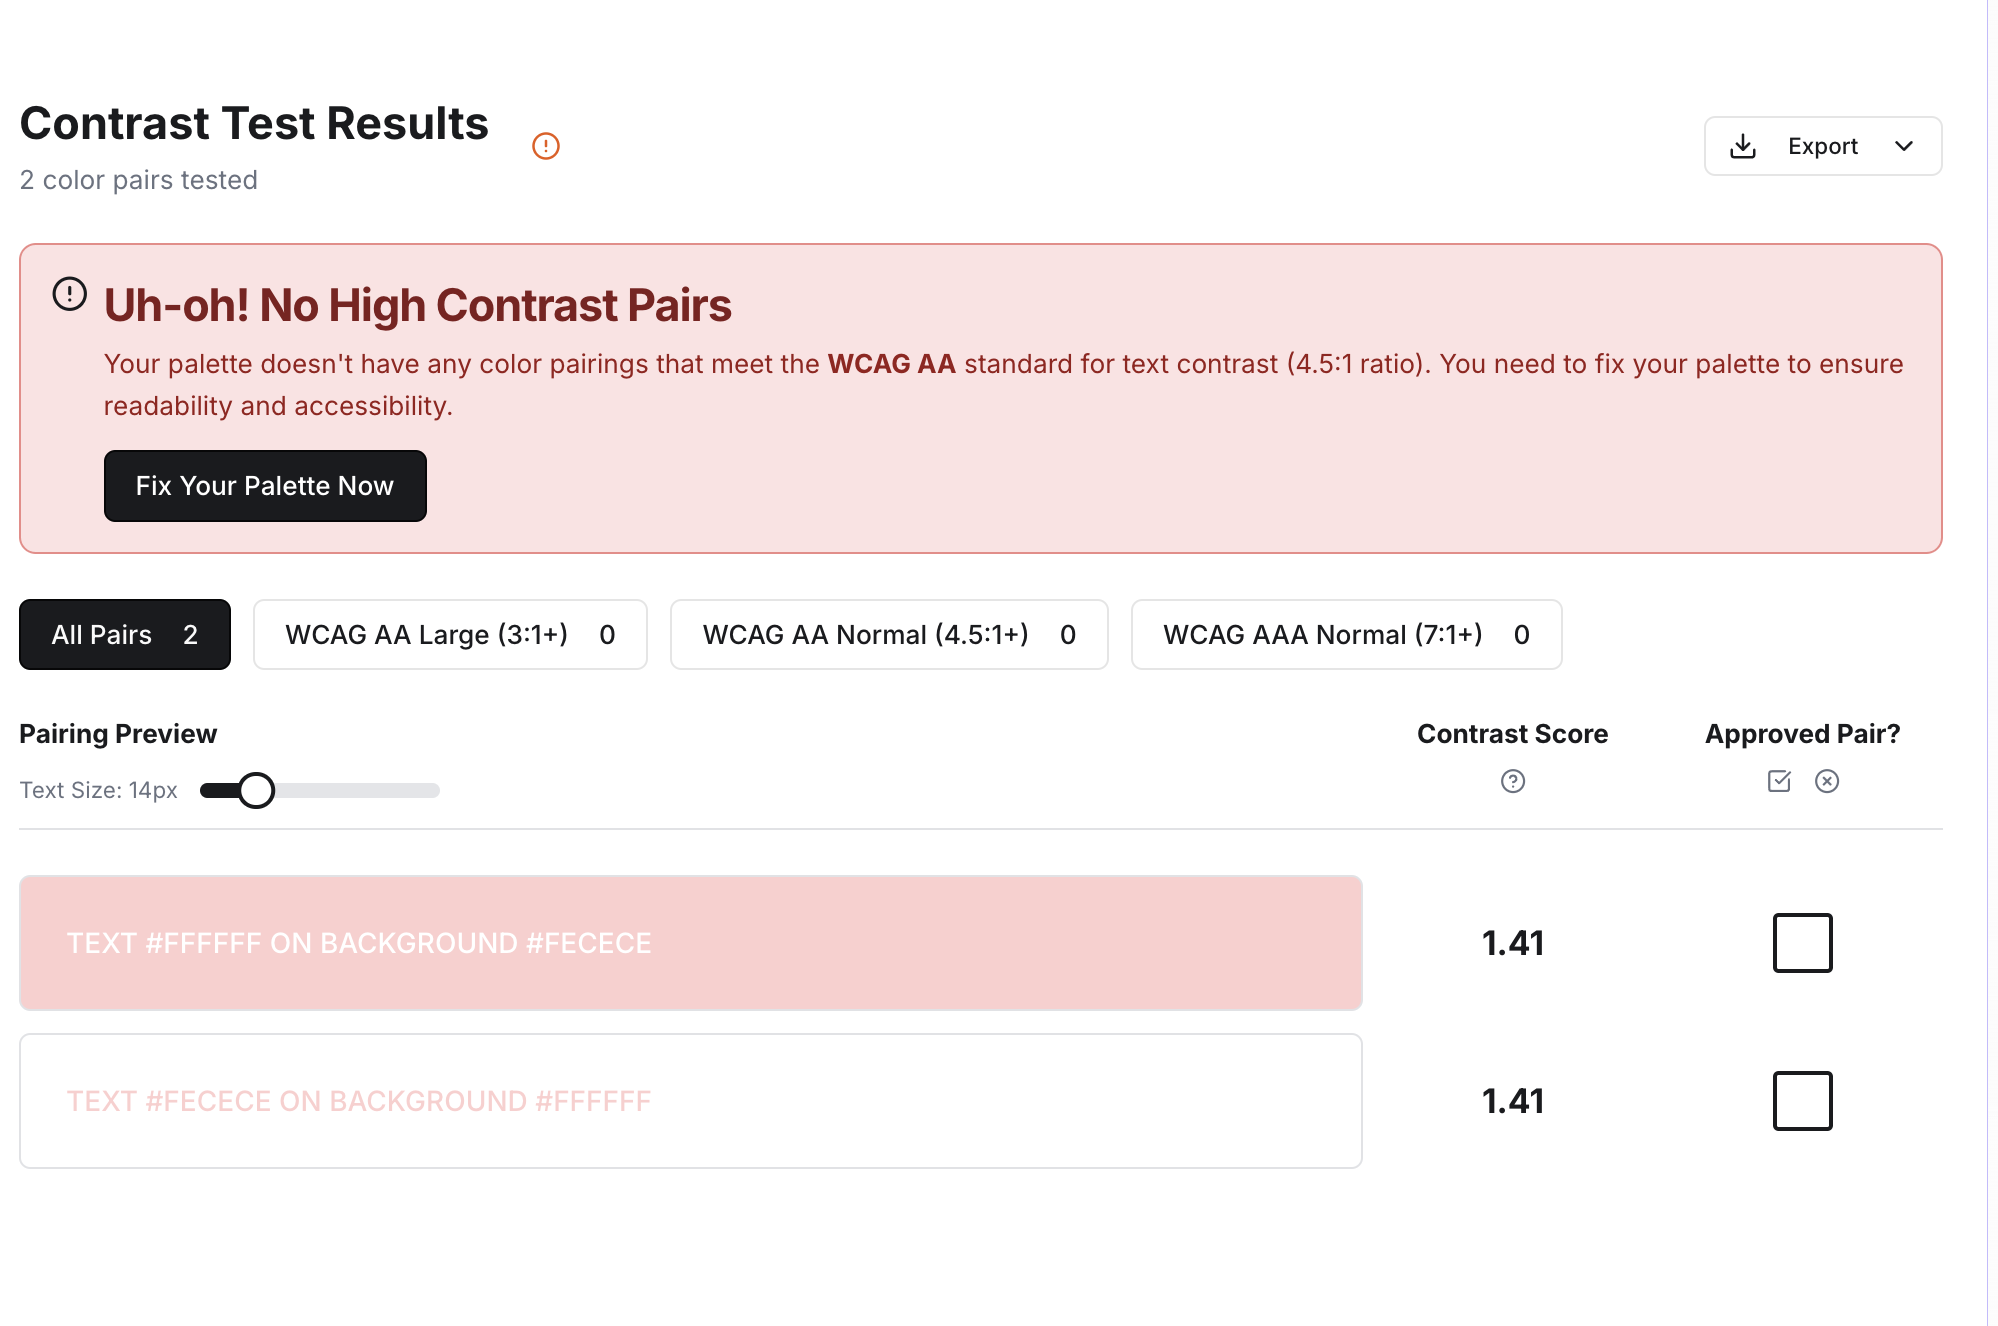 Contrast Test Results
2 color pairs tested
Export
Uh-oh! No High Contrast Pairs
Your palette doesn't have any color pairings that meet the WCAG AA standard for text contrast (4.5:1 ratio). You need to fix your palette to ensure
readability and accessibility.
Fix Your Palette Now
All Pairs 2 WCAG AA Large (3:1+) 0 WCAG AA Normal (4.5:1+) 0 WCAG AAA Normal (7:1+) 0
Pairing Preview Contrast Score Approved Pair?
Text Size: 14px
TEXT #FFFFFF ON BACKGROUND #FECECE 1.41
TEXT #FECECE ON BACKGROUND #FFFFFF 1.41